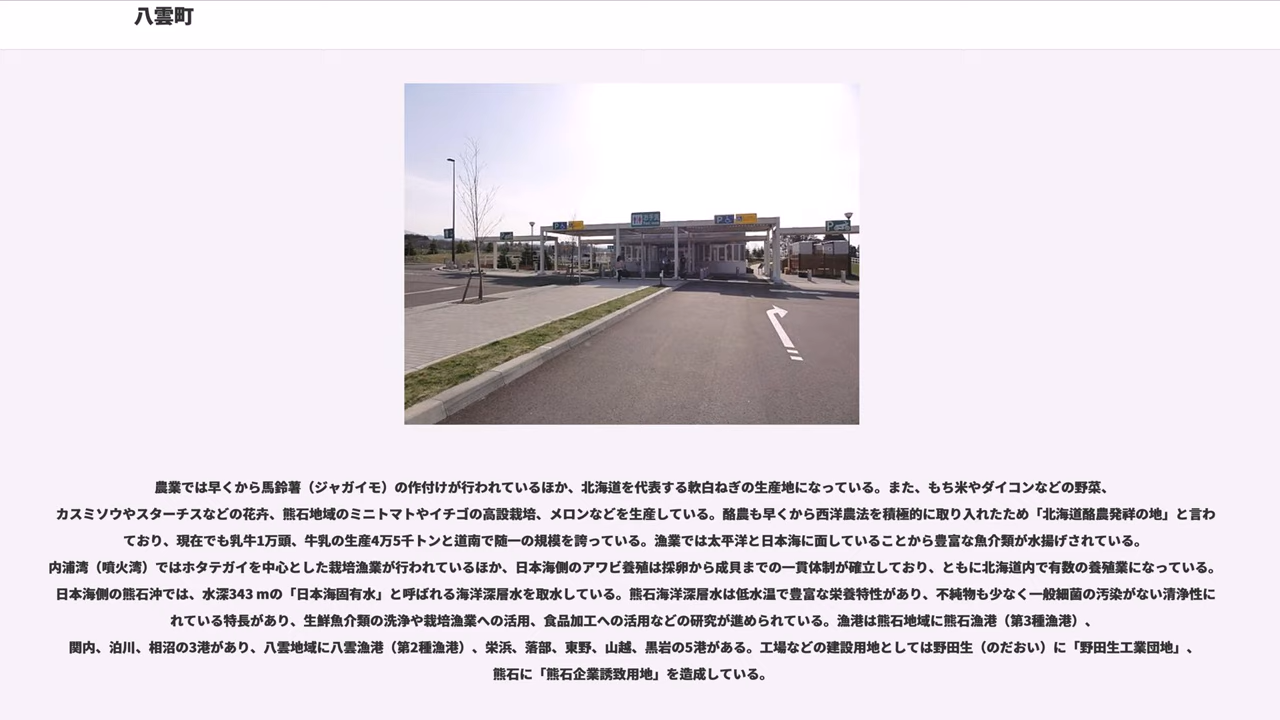 八雲町
農業では早くから馬鈴薯（ジャガイモ）の作付けが行われているほか、北海道を代表する軟白ねぎの生産地になっている。また、もち米やダイコンなどの野菜、
カスミソウやスターチスなどの花卉、熊石地域のミニトマトやイチゴの高設栽培、メロンなどを生産している。酪農も早くから西洋農法を積極的に取り入れたため「北海道酪農発祥の地」と言わ
ており、現在でも乳牛1万頭、牛乳の生産4万5千トンと道南で随一の規模を誇っている。漁業では太平洋と日本海に面していることから豊富な魚介類が水揚げされている。
内浦湾（噴火湾）ではホタテガイを中心とした栽培漁業が行われているほか、日本海側のアワビ養殖は採卵から成貝までの一貫体制が確立しており、ともに北海道内で有数の養殖業になっている。
日本海側の熊石沖では、水深343 mの「日本海固有水」と呼ばれる海洋深層水を取水している。熊石海洋深層水は低水温で豊富な栄養特性があり、不純物も少なく一般細菌の汚染がない清浄性に
れている特長があり、生鮮魚介類の洗浄や栽培漁業への活用、食品加工への活用などの研究が進められている。漁港は熊石地域に熊石漁港（第3種漁港）、
関内、泊川、相沼の3港があり、八雲地域に八雲漁港（第2種漁港）、栄浜、落部、東野、山越、黒岩の5港がある。工場などの建設用地としては野田生（のだおい）に「野田生工業団地」、
熊石に「熊石企業誘致用地」を造成している。